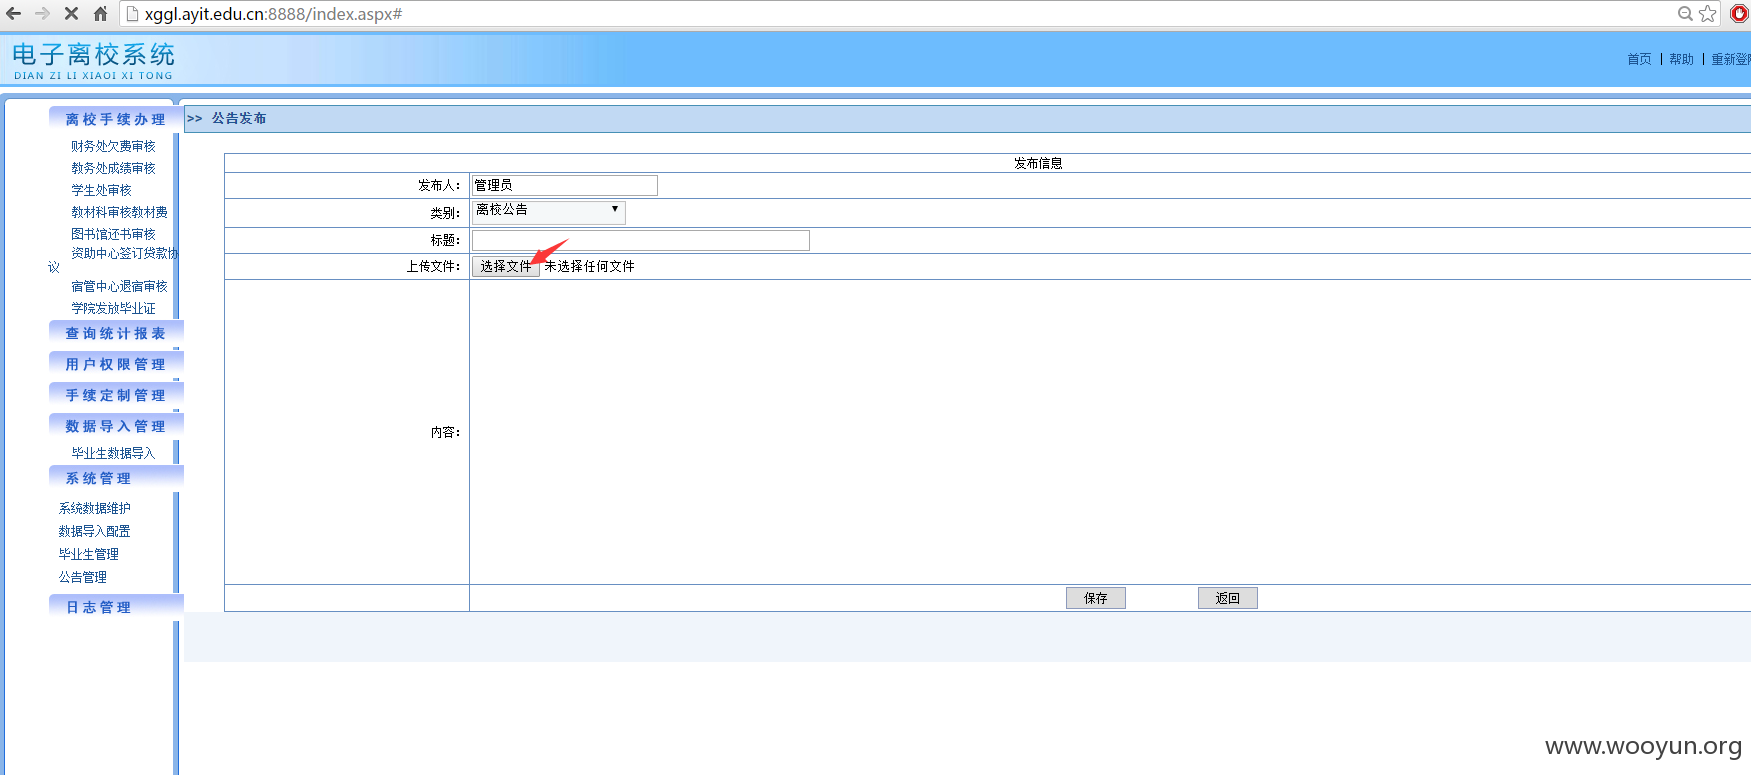 xggl.ayit.edu.cn:8888/index.aspx#
电子离校系统
DIAN ZI LI XIAOI XI TONG
首页 | 帮助 | 重新登
离校手续办理
财务处欠费审核
教务处成绩审核
学生处审核
教材科审核教材费
图书馆还书审核
资助中心签订贷款协
议
宿管中心退宿审核
学院发放毕业证
查询统计报表
用户权限管理
手续定制管理
数据导入管理
毕业生数据导入
系统管理
系统数据维护
数据导入配置
毕业生管理
公告管理
日志管理
>> 公告发布
发布信息
发布人： 管理员
类别： 离校公告
标题：
上传文件： 选择文件 未选择任何文件
内容：
保存 返回
www.wooyun.org